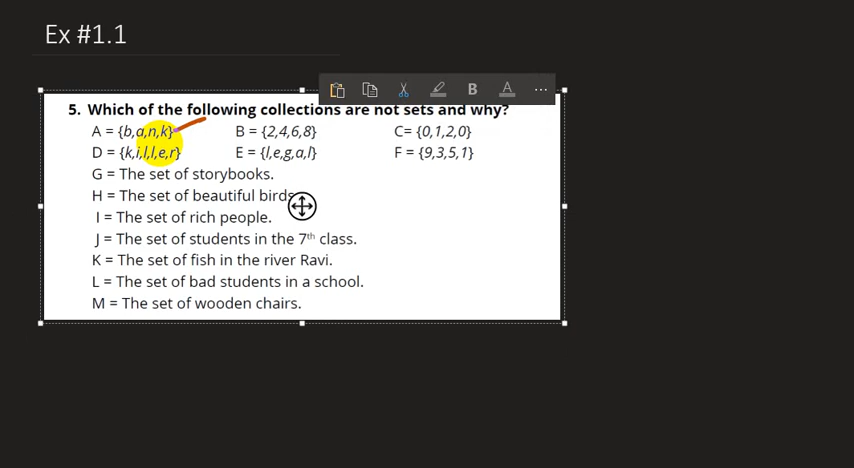 Ex #1.1
B A ...
5. Which of the following collections are not sets and why?
A = {b,a,n,k} B = {2,4,6,8} C= {0,1,2,0}
D = {k,i,l,l,e,r} E = {l,e,g,a,l} F = {9,3,5,1}
G = The set of storybooks.
H = The set of beautiful birds
I = The set of rich people.
J = The set of students in the 7th class.
K = The set of fish in the river Ravi.
L = The set of bad students in a school.
M = The set of wooden chairs.